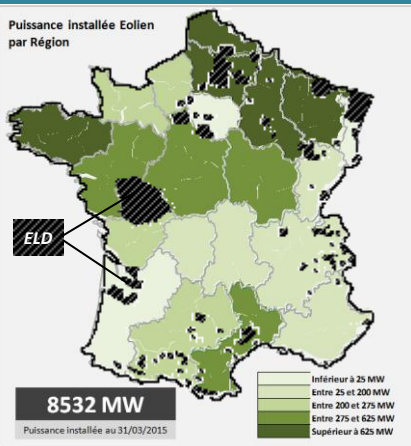 Puissance installée Eolien
par Région
ELD
Inférieur à 25 MW
Entre 25 et 200 MW
Entre 200 et 275 MW
Entre 275 et 625 MW
Supérieur à 625 MW
8532 MW
Puissance installée au 31/03/2015